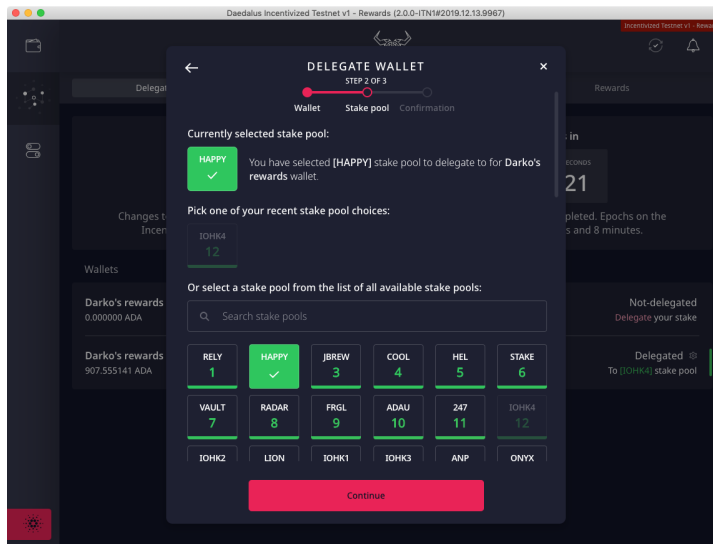 Daedalus Incentivized Testnet v1 - Rewards (2.0.0-ITN1#2019.12.13.9967)
Incentivized Testnet v1 - Rewa
DELEGATE WALLET
STEP 2 OF 3
Wallet Stake pool Confirmation
Delegat
Rewards
Currently selected stake pool:
HAPPY
You have selected [HAPPY] stake pool to delegate to for Darko's
rewards wallet.
in
ECONDS
21
Changes t
Incen
pleted. Epochs on the
s and 8 minutes.
Pick one of your recent stake pool choices:
IOHK4
12
Or select a stake pool from the list of all available stake pools:
Search stake pools
RELY HAPPY JBREW COOL HEL STAKE
1 3 4 5 6
VAULT RADAR FRGL ADAU 247 IOHK4
7 8 9 10 11 12
IOHK2 LION IOHK1 IOHK3 ANP ONYX
Continue
Wallets
Darko's rewards
0.000000 ADA
Not-delegated
Delegate your stake
Darko's rewards
907.555141 ADA
Delegated
To [IOHK4] stake pool